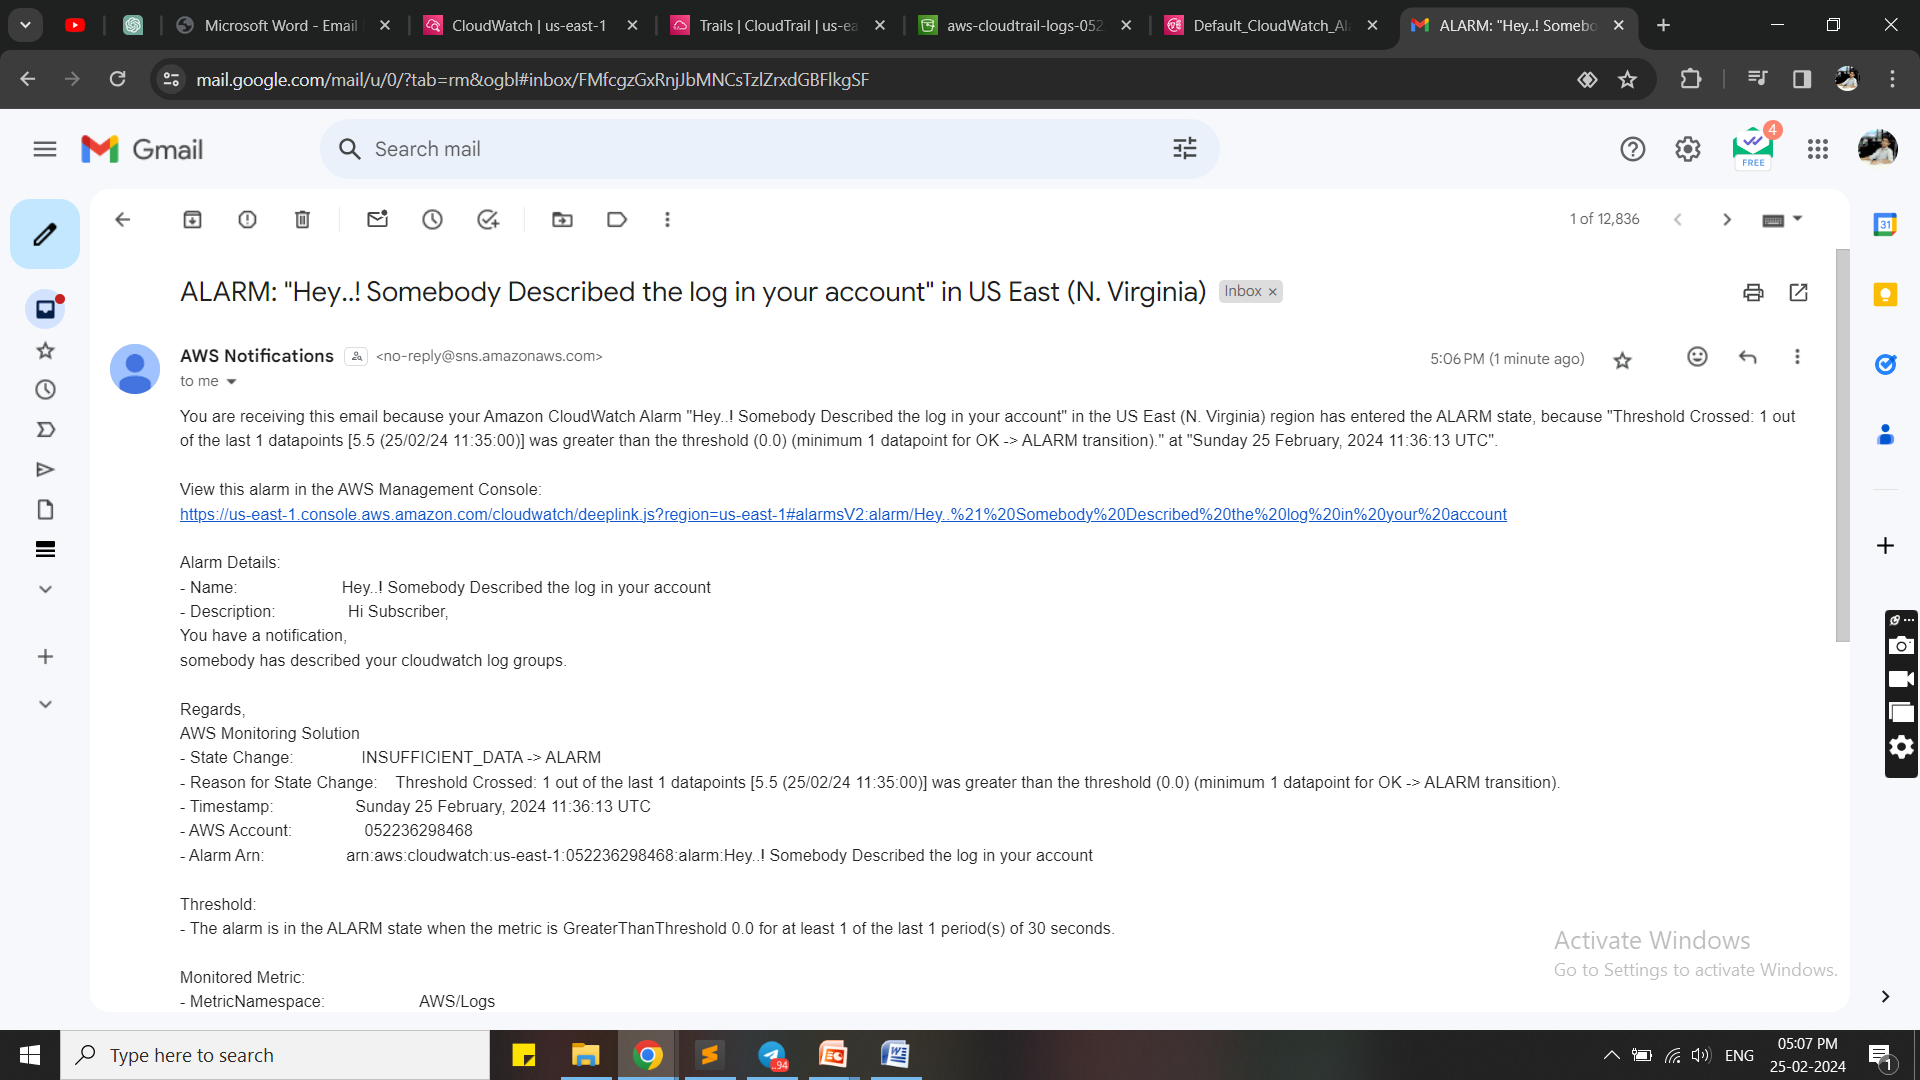 Microsoft Word - Email
CloudWatch | us-east-1
Trails | CloudTrail | us-ea
aws-cloudtrail-logs-052
Default_CloudWatch_Al
ALARM: "Hey..! Somebo
mail.google.com/mail/u/0/?tab=rm&ogbl#inbox/FMfcgzGxRnjJbMNCsTzlZrxdGBFlkgSF
Gmail
Search mail
4
FREE
1 of 12,836
31
ALARM: "Hey..! Somebody Described the log in your account" in US East (N. Virginia)
Inbox ×
AWS Notifications <no-reply@sns.amazonaws.com>
5:06 PM (1 minute ago)
to me
You are receiving this email because your Amazon CloudWatch Alarm "Hey..! Somebody Described the log in your account" in the US East (N. Virginia) region has entered the ALARM state, because "Threshold Crossed: 1 out
of the last 1 datapoints [5.5 (25/02/24 11:35:00)] was greater than the threshold (0.0) (minimum 1 datapoint for OK -> ALARM transition)." at "Sunday 25 February, 2024 11:36:13 UTC".
View this alarm in the AWS Management Console:
https://us-east-1.console.aws.amazon.com/cloudwatch/deeplink.js?region=us-east-1#alarmsV2:alarm/Hey..%21%20Somebody%20Described%20the%20log%20in%20your%20account
Alarm Details:
- Name: Hey..! Somebody Described the log in your account
- Description: Hi Subscriber,
You have a notification,
somebody has described your cloudwatch log groups.
Regards,
AWS Monitoring Solution
- State Change: INSUFFICIENT_DATA -> ALARM
- Reason for State Change: Threshold Crossed: 1 out of the last 1 datapoints [5.5 (25/02/24 11:35:00)] was greater than the threshold (0.0) (minimum 1 datapoint for OK -> ALARM transition).
- Timestamp: Sunday 25 February, 2024 11:36:13 UTC
- AWS Account: 052236298468
- Alarm Arn: arn:aws:cloudwatch:us-east-1:052236298468:alarm:Hey..! Somebody Described the log in your account
Threshold:
- The alarm is in the ALARM state when the metric is GreaterThanThreshold 0.0 for at least 1 of the last 1 period(s) of 30 seconds.
Monitored Metric:
- MetricNamespace: AWS/Logs
Activate Windows
Go to Settings to activate Windows.
Type here to search
..94
ENG
05:07 PM
25-02-2024
1